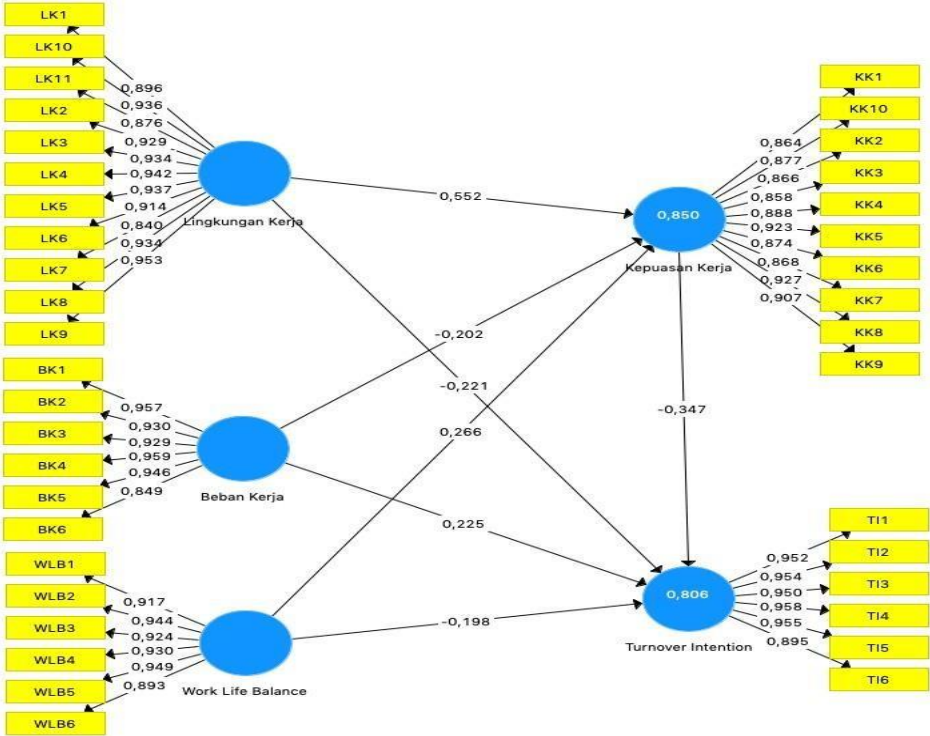 LK1
LK10
LK11
LK2
LK3
LK4
LK5
LK6
LK7
LK8
LK9
0,896
0,936
0,876
0,929
0,934
0,942
0,937
0,914
0,840
0,934
0,953
Lingkungan Kerja
BK1
BK2
BK3
BK4
BK5
BK6
0,957
0,930
0,929
0,959
0,946
0,849
Beban Kerja
WLB1
WLB2
WLB3
WLB4
WLB5
WLB6
0,917
0,944
0,924
0,930
0,949
0,893
Work Life Balance
0,552
-0,202
-0,221
0,266
0,225
-0,198
-0,347
0,850
Kepuasan Kerja
0,864
0,877
0,866
0,858
0,888
0,923
0,874
0,868
0,927
0,907
KK1
KK10
KK2
KK3
KK4
KK5
KK6
KK7
KK8
KK9
0,806
Turnover Intention
0,952
0,954
0,950
0,958
0,955
0,895
TI1
TI2
TI3
TI4
TI5
TI6